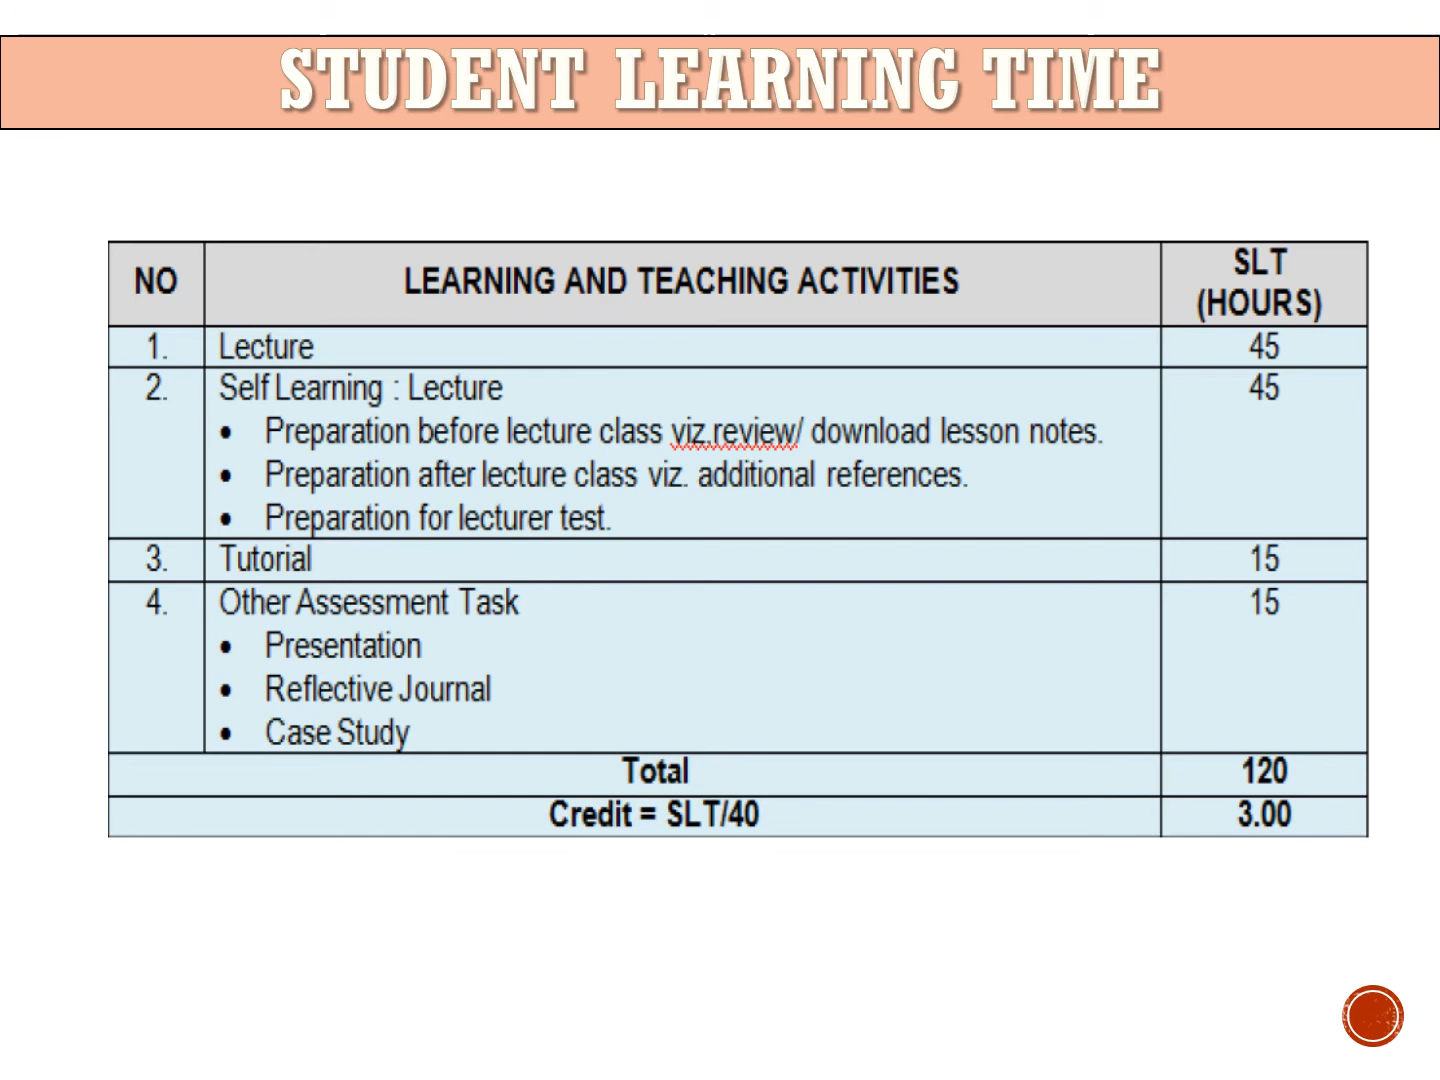 STUDENT LEARNING TIME
NO LEARNING AND TEACHING ACTIVITIES SLT (HOURS)
1. Lecture 45
2. Self Learning : Lecture 45
• Preparation before lecture class viz.review/ download lesson notes.
• Preparation after lecture class viz. additional references.
• Preparation for lecturer test.
3. Tutorial 15
4. Other Assessment Task 15
• Presentation
• Reflective Journal
• Case Study
Total 120
Credit = SLT/40 3.00